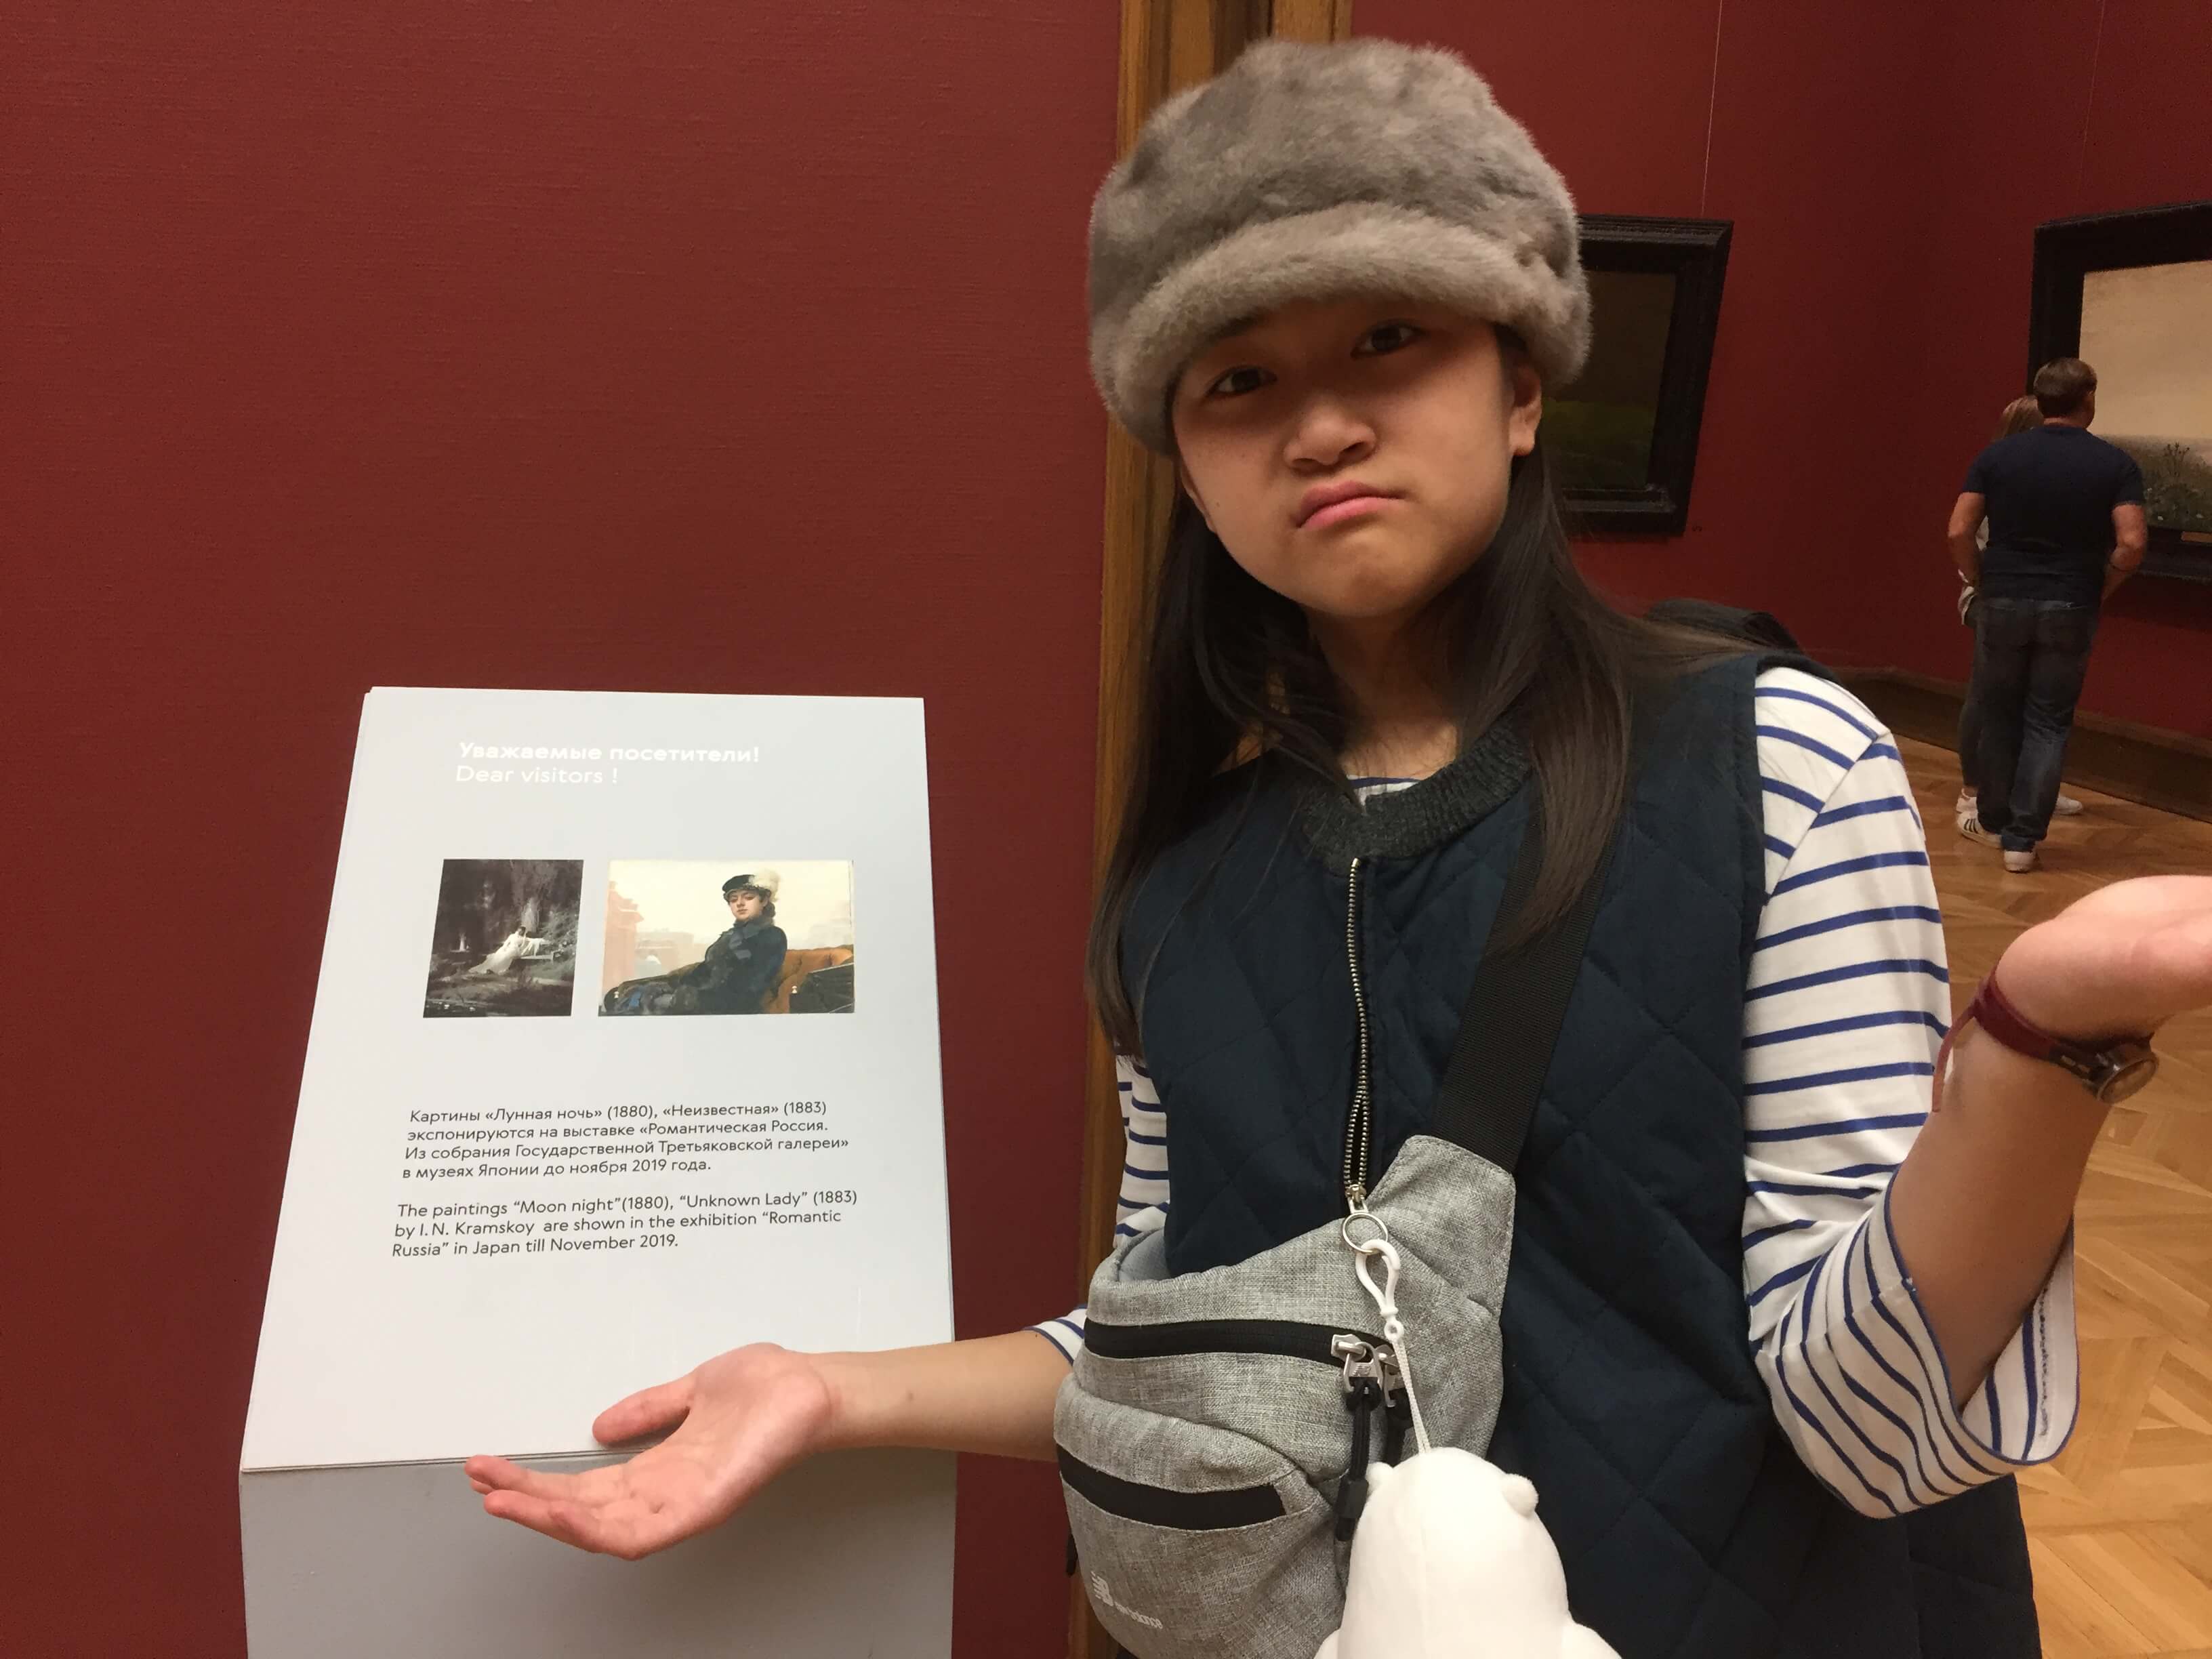 Уважаемые посетители!
Dear visitors !
Картины «Лунная ночь» (1880), «Неизвестная» (1883)
экспонируются на выставке «Романтическая Россия.
Из собрания Государственной Третьяковской галереи»
в музеях Японии до ноября 2019 года.
The paintings “Moon night”(1880), “Unknown Lady” (1883)
by I. N. Kramskoy are shown in the exhibition “Romantic
Russia” in Japan till November 2019.